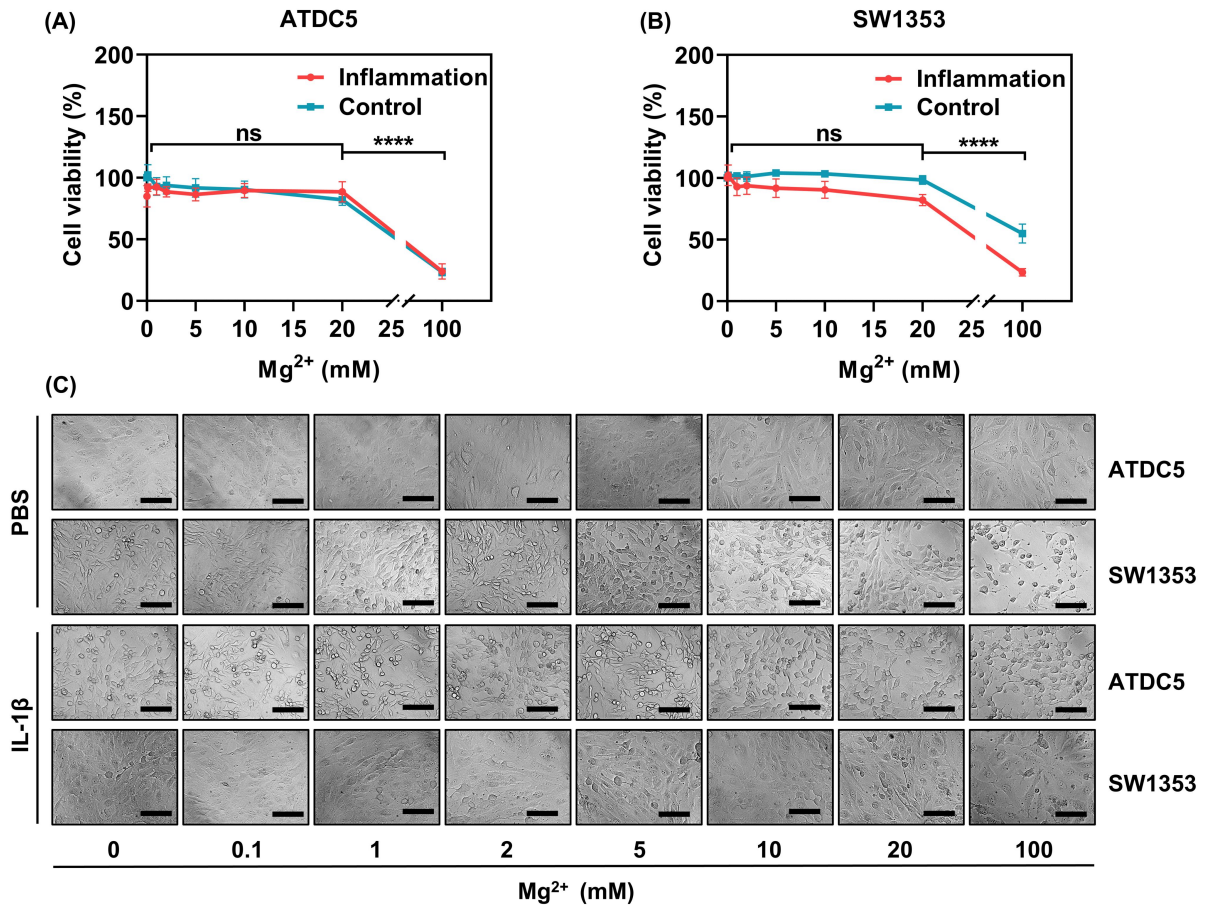 (A)
ATDC5
200
150
100
50
0
Cell viability (%)
Inflammation
Control
ns
****
0
5
10
15
20
25
100
Mg²⁺ (mM)
(B)
SW1353
200
150
100
50
0
Cell viability (%)
Inflammation
Control
ns
****
0
5
10
15
20
25
100
Mg²⁺ (mM)
(C)
PBS
ATDC5
SW1353
IL-1β
ATDC5
SW1353
0 0.1 1 2 5 10 20 100
Mg²⁺ (mM)